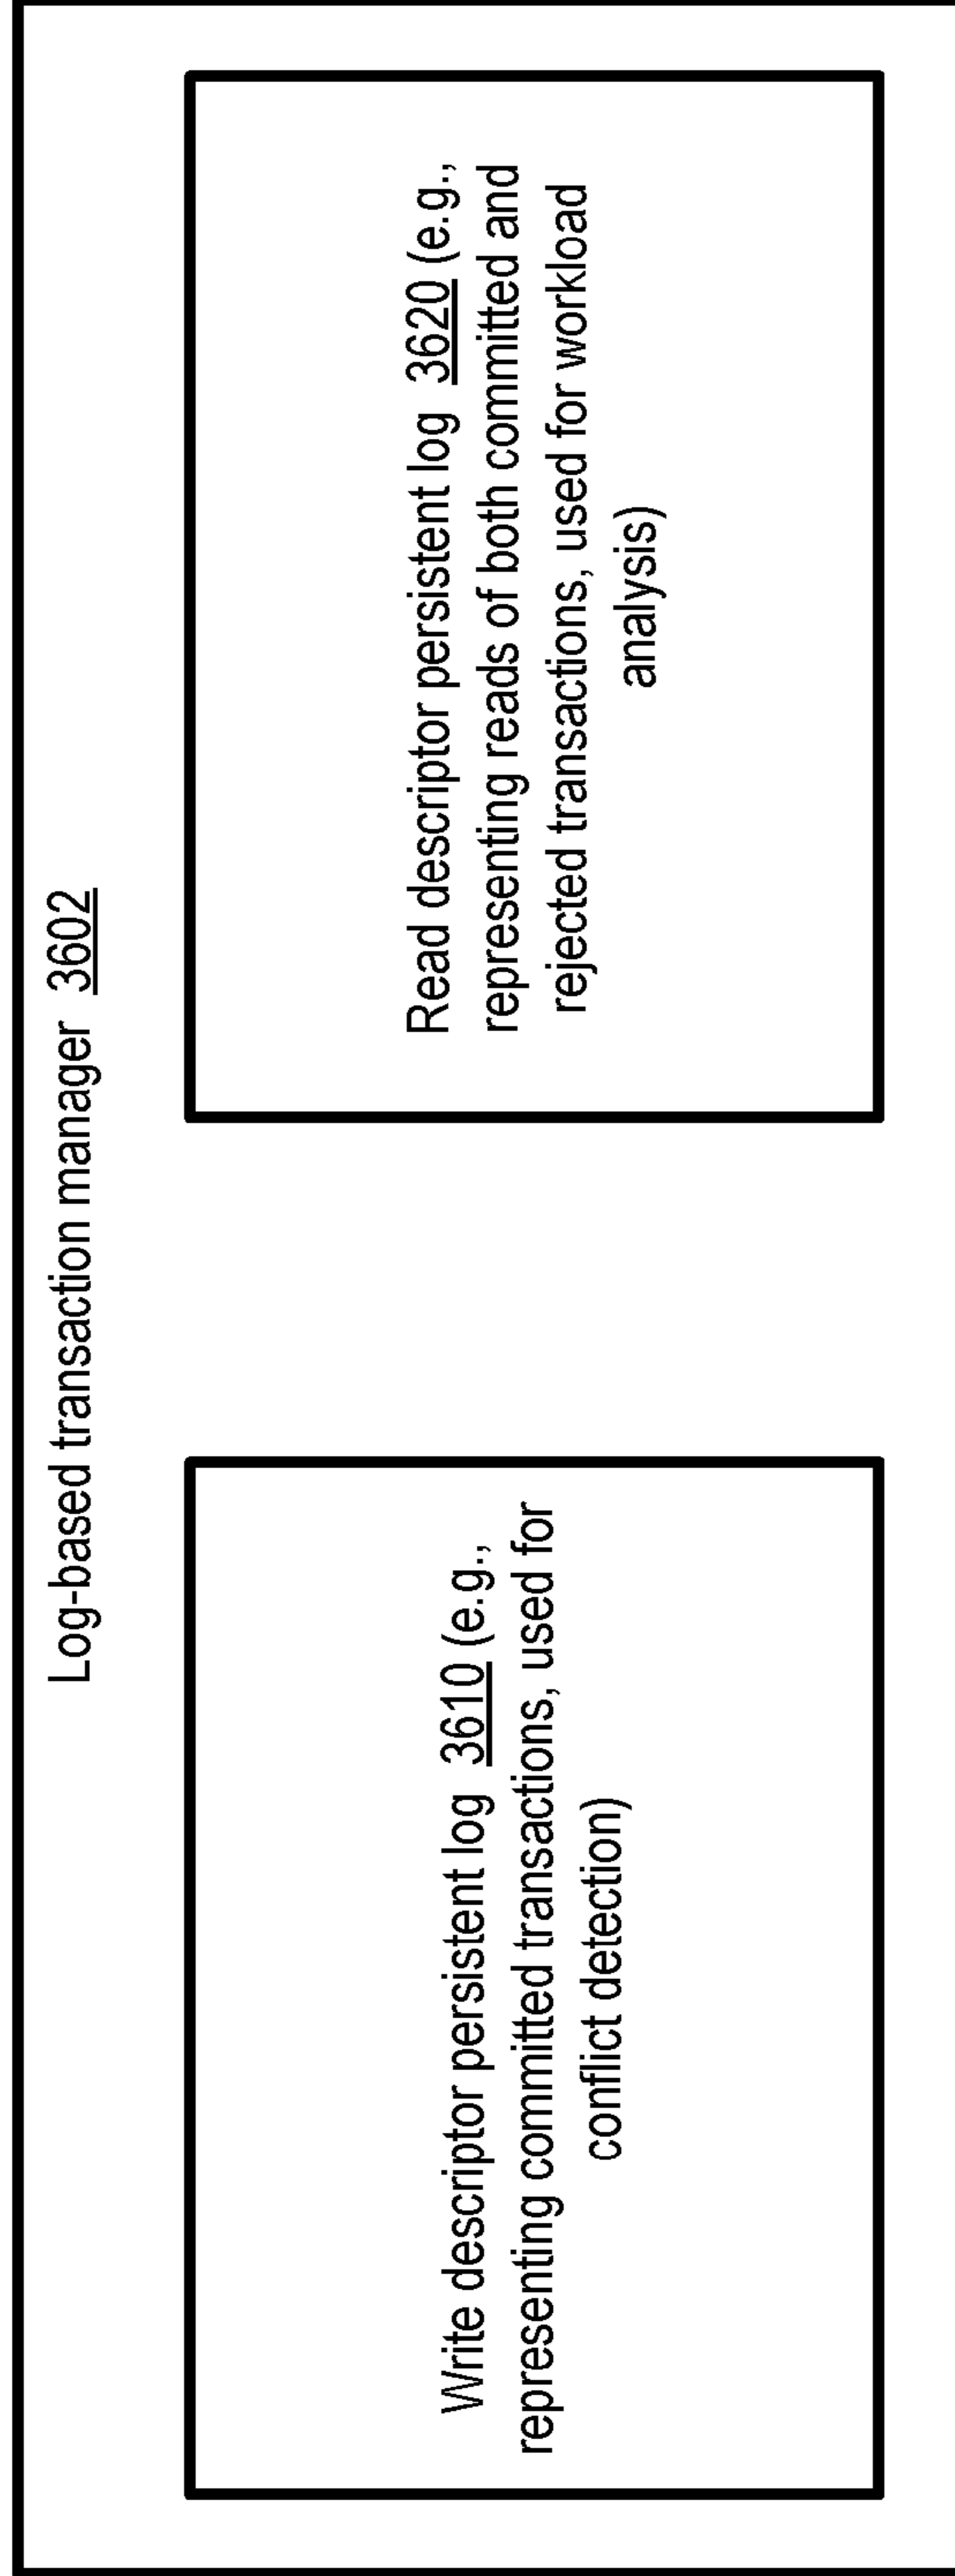 Log-based transaction manager 3602
Write descriptor persistent log 3610 (e.g.,
representing committed transactions, used for
conflict detection)
Read descriptor persistent log 3620 (e.g.,
representing reads of both committed and
rejected transactions, used for workload
analysis)